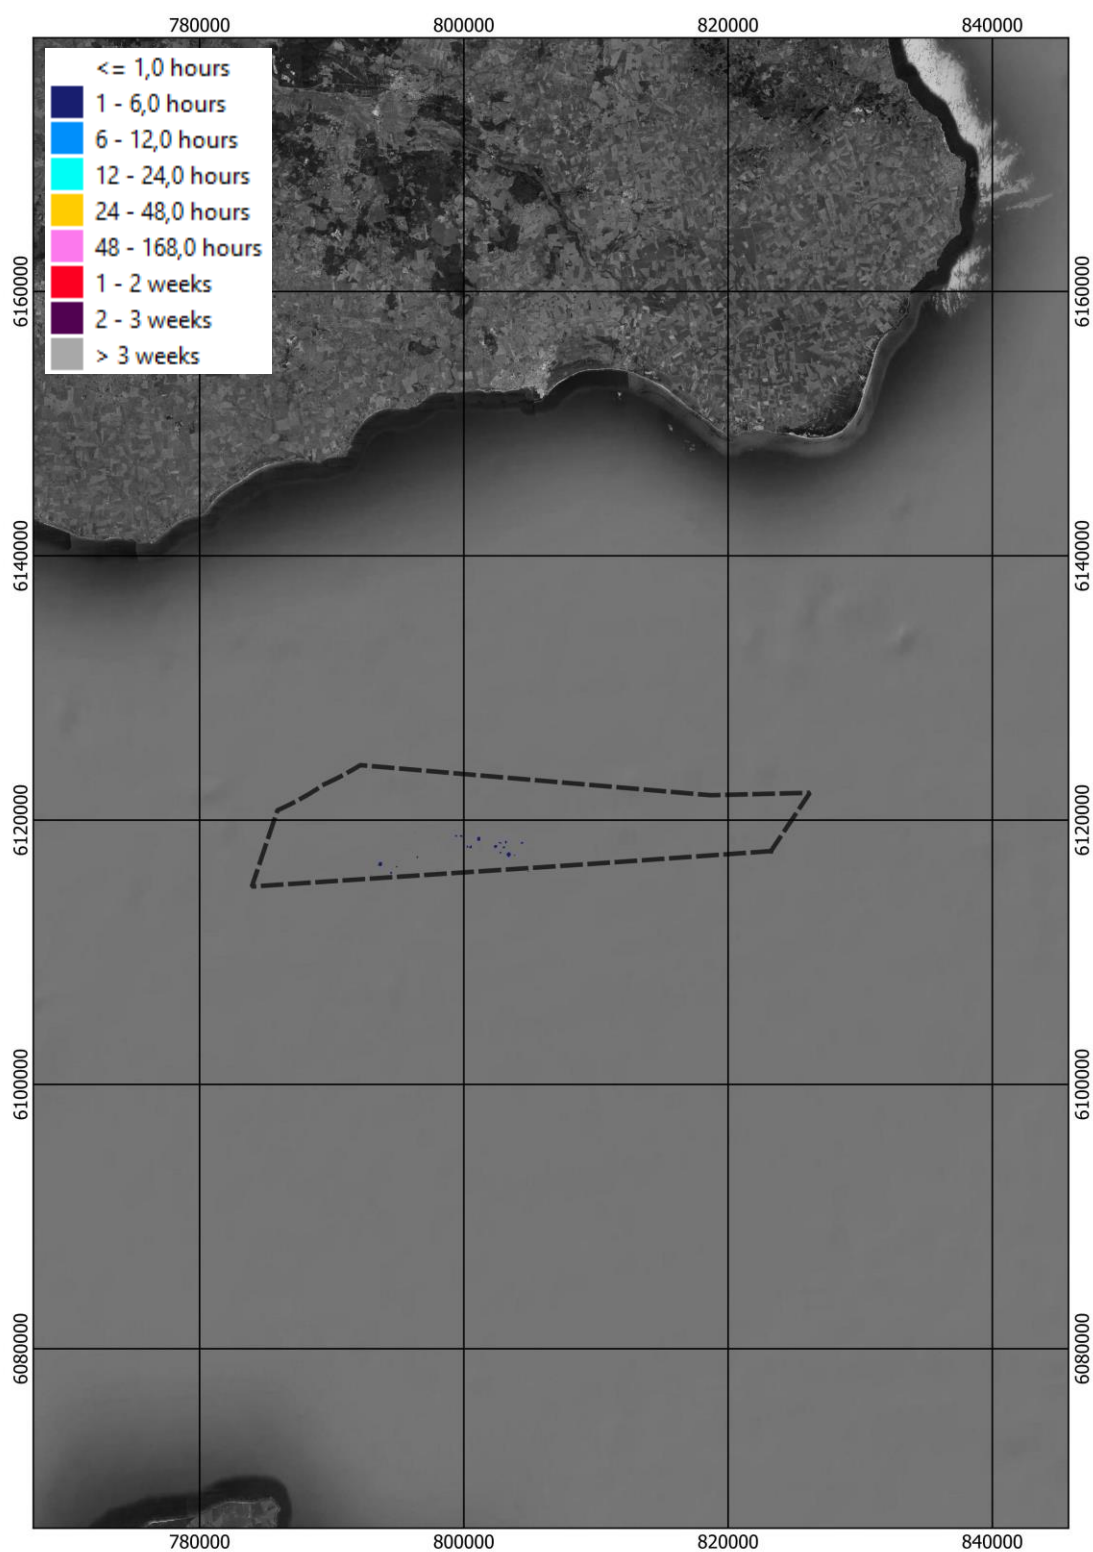 780000 800000 820000 840000
<= 1,0 hours
1 - 6,0 hours
6 - 12,0 hours
12 - 24,0 hours
24 - 48,0 hours
48 - 168,0 hours
1 - 2 weeks
2 - 3 weeks
> 3 weeks
6160000 6160000
6140000 6140000
6120000 6120000
6100000 6100000
6080000 6080000
780000 800000 820000 840000